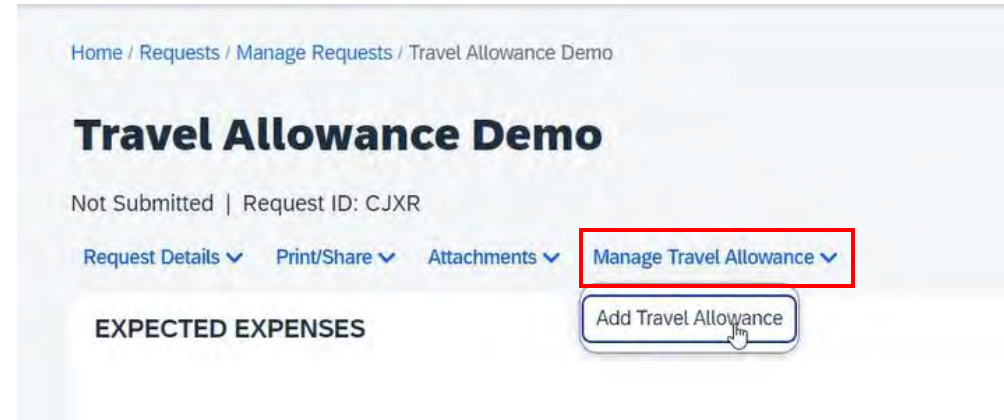 Home / Requests / Manage Requests / Travel Allowance Demo
Travel Allowance Demo
Not Submitted | Request ID: CJXR
Request Details Print/Share Attachments Manage Travel Allowance
Add Travel Allowance
EXPECTED EXPENSES